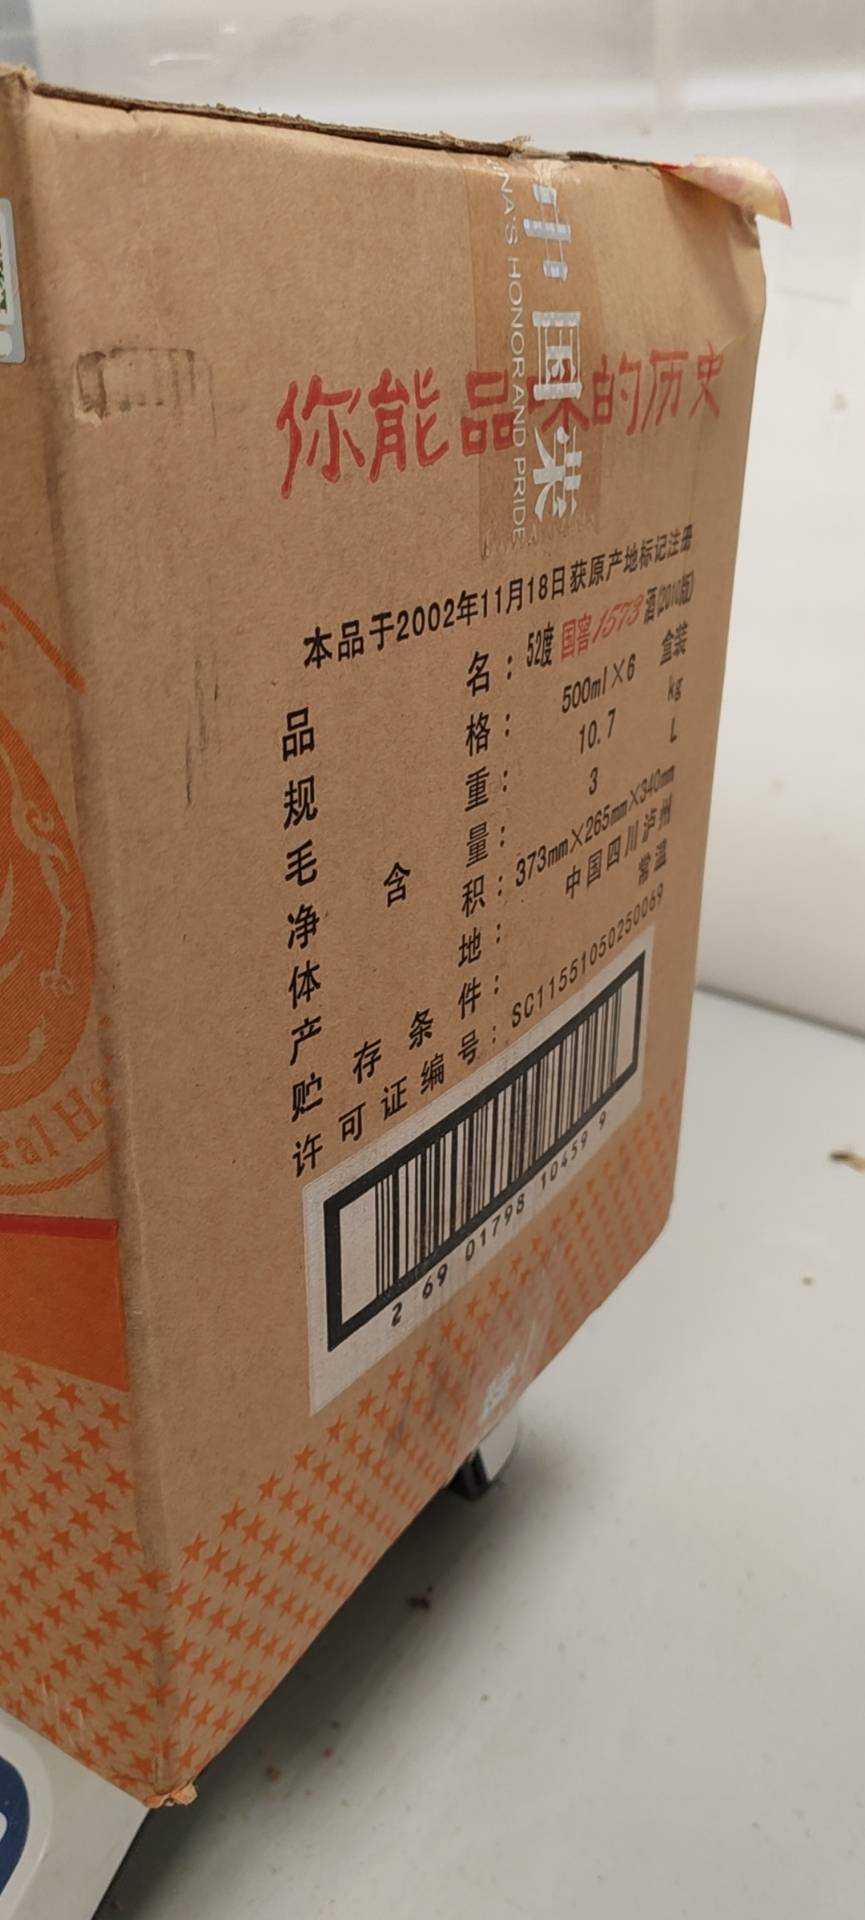 中国荣
INA'S HONOR AND PRIDE
你能品味的历史
本品于2002年11月18日获原产地标记注册
品名：52度国窖1573酒(2010版)
规格：500ml×6 盒装
毛重：10.7 kg
净含量：3 L
体积：373mm×265mm×340mm
产地：中国四川泸州
贮存条件：常温
许可证编号：SC11551050250069
2 69 01798 10459 9
ral He